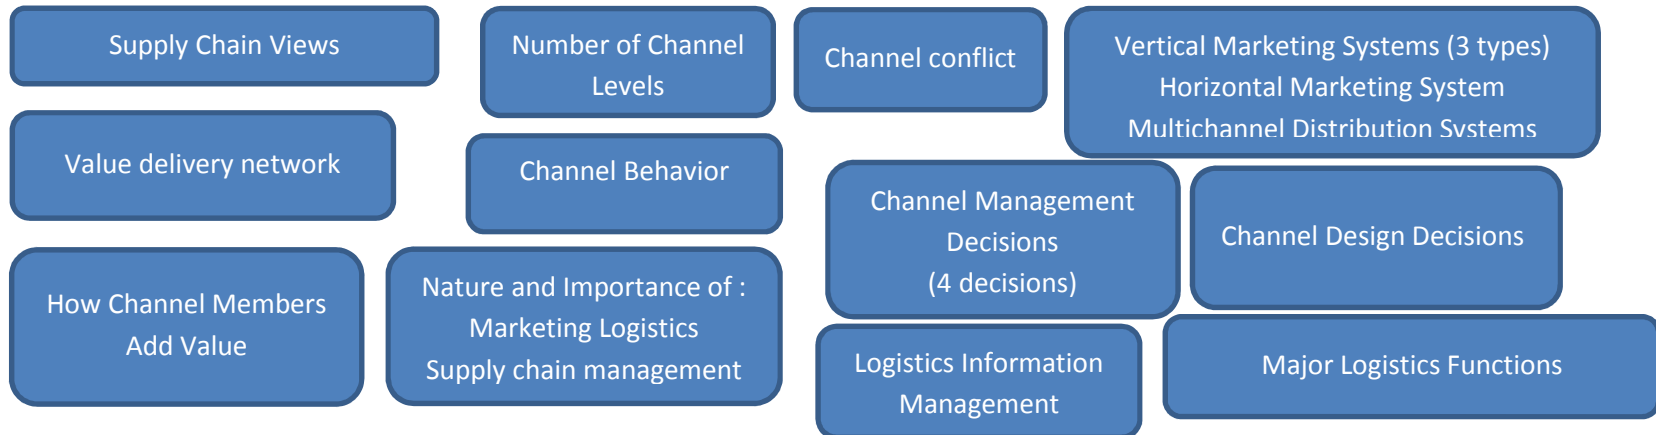 Supply Chain Views
Number of Channel
Levels
Channel conflict
Vertical Marketing Systems (3 types)
Horizontal Marketing System
Multichannel Distribution Systems
Value delivery network
Channel Behavior
Channel Management
Decisions
(4 decisions)
Channel Design Decisions
How Channel Members
Add Value
Nature and Importance of :
Marketing Logistics
Supply chain management
Logistics Information
Management
Major Logistics Functions